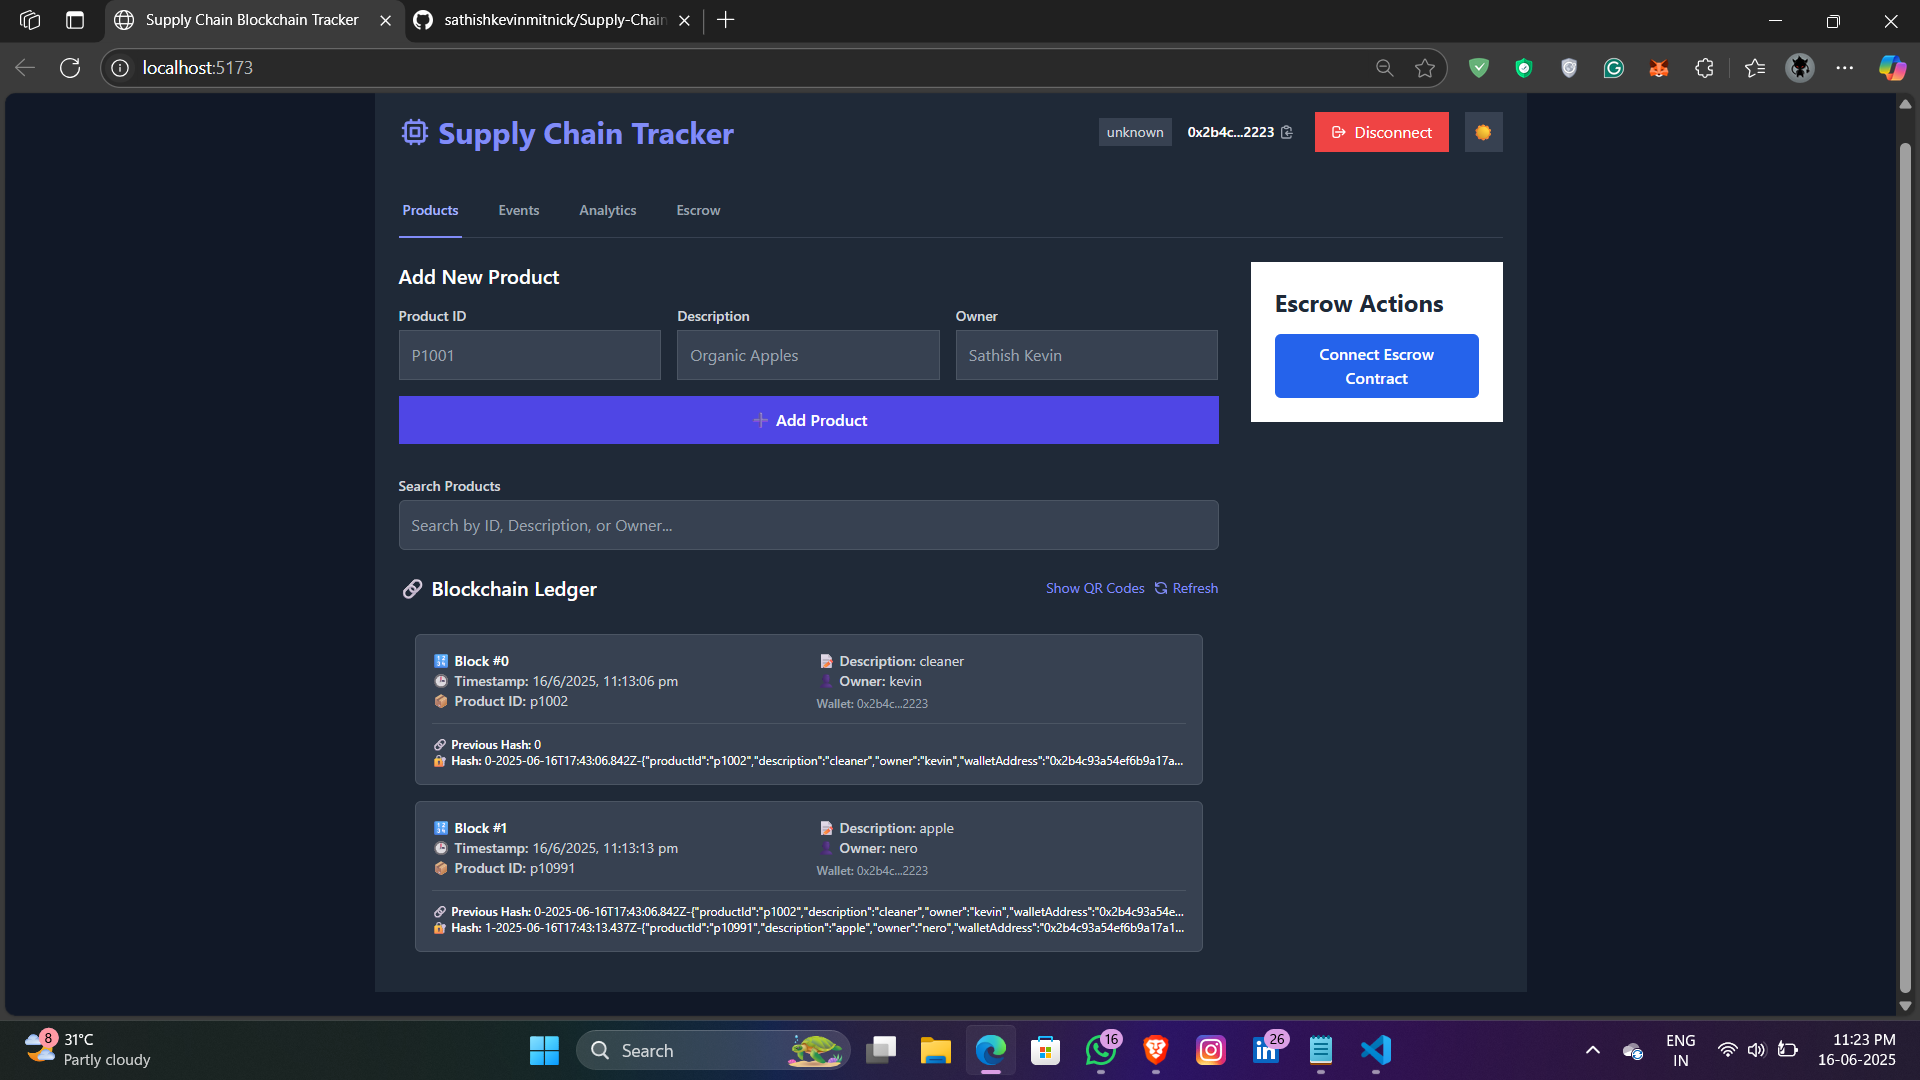 Supply Chain Blockchain Tracker
sathishkevinmitnick/Supply-Chain
localhost:5173
Supply Chain Tracker
unknown
0x2b4c...2223
Disconnect
Products
Events
Analytics
Escrow
Add New Product
Product ID
Description
Owner
P1001
Organic Apples
Sathish Kevin
Add Product
Escrow Actions
Connect Escrow
Contract
Search Products
Search by ID, Description, or Owner...
Blockchain Ledger
Show QR Codes
Refresh
Block #0
Timestamp: 16/6/2025, 11:13:06 pm
Product ID: p1002
Description: cleaner
Owner: kevin
Wallet: 0x2b4c...2223
Previous Hash: 0
Hash: 0-2025-06-16T17:43:06.842Z-{"productId":"p1002","description":"cleaner","owner":"kevin","walletAddress":"0x2b4c93a54ef6b9a17a...
Block #1
Timestamp: 16/6/2025, 11:13:13 pm
Product ID: p10991
Description: apple
Owner: nero
Wallet: 0x2b4c...2223
Previous Hash: 0-2025-06-16T17:43:06.842Z-{"productId":"p1002","description":"cleaner","owner":"kevin","walletAddress":"0x2b4c93a54e...
Hash: 1-2025-06-16T17:43:13.437Z-{"productId":"p10991","description":"apple","owner":"nero","walletAddress":"0x2b4c93a54ef6b9a17a1...
8
31°C
Partly cloudy
Search
16
26
ENG
IN
11:23 PM
16-06-2025